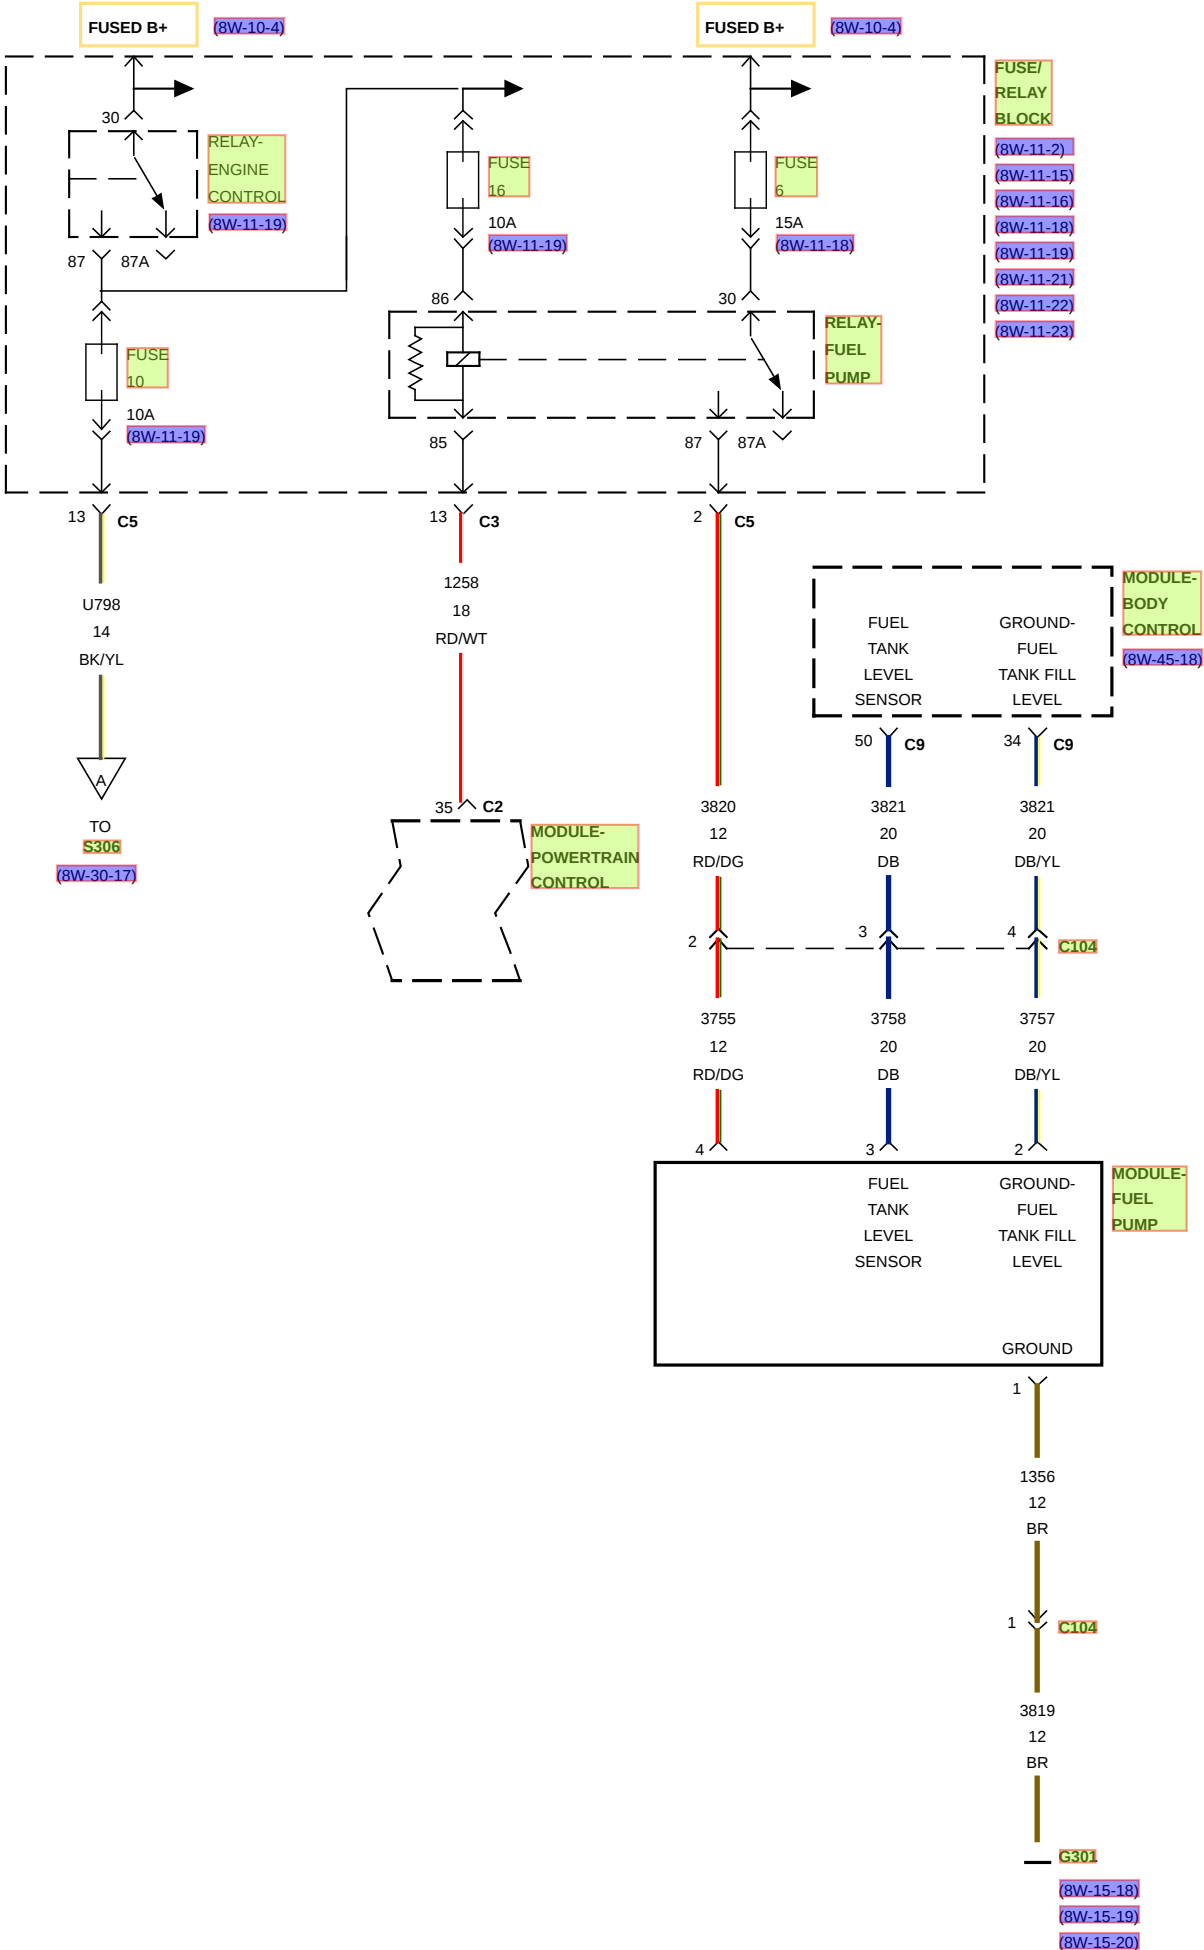 FUSED B+
(8W-10-4)
FUSED B+
(8W-10-4)
FUSE/
RELAY
BLOCK
(8W-11-2)
(8W-11-15)
(8W-11-16)
(8W-11-18)
(8W-11-19)
(8W-11-21)
(8W-11-22)
(8W-11-23)
30
RELAY-
ENGINE
CONTROL
(8W-11-19)
87
87A
FUSE
16
10A
(8W-11-19)
FUSE
6
15A
(8W-11-18)
86
30
RELAY-
FUEL
PUMP
FUSE
10
10A
(8W-11-19)
85
87
87A
13
C5
13
C3
2
C5
U798
14
BK/YL
A
TO
S306
(8W-30-17)
1258
18
RD/WT
35
C2
MODULE-
POWERTRAIN
CONTROL
FUEL
TANK
LEVEL
SENSOR
GROUND-
FUEL
TANK FILL
LEVEL
MODULE-
BODY
CONTROL
(8W-45-18)
50
C9
34
C9
3820
12
RD/DG
3821
20
DB
3821
20
DB/YL
2
3
4
C104
3755
12
RD/DG
3758
20
DB
3757
20
DB/YL
4
3
2
FUEL
TANK
LEVEL
SENSOR
GROUND-
FUEL
TANK FILL
LEVEL
MODULE-
FUEL
PUMP
GROUND
1
1356
12
BR
1
C104
3819
12
BR
G301
(8W-15-18)
(8W-15-19)
(8W-15-20)